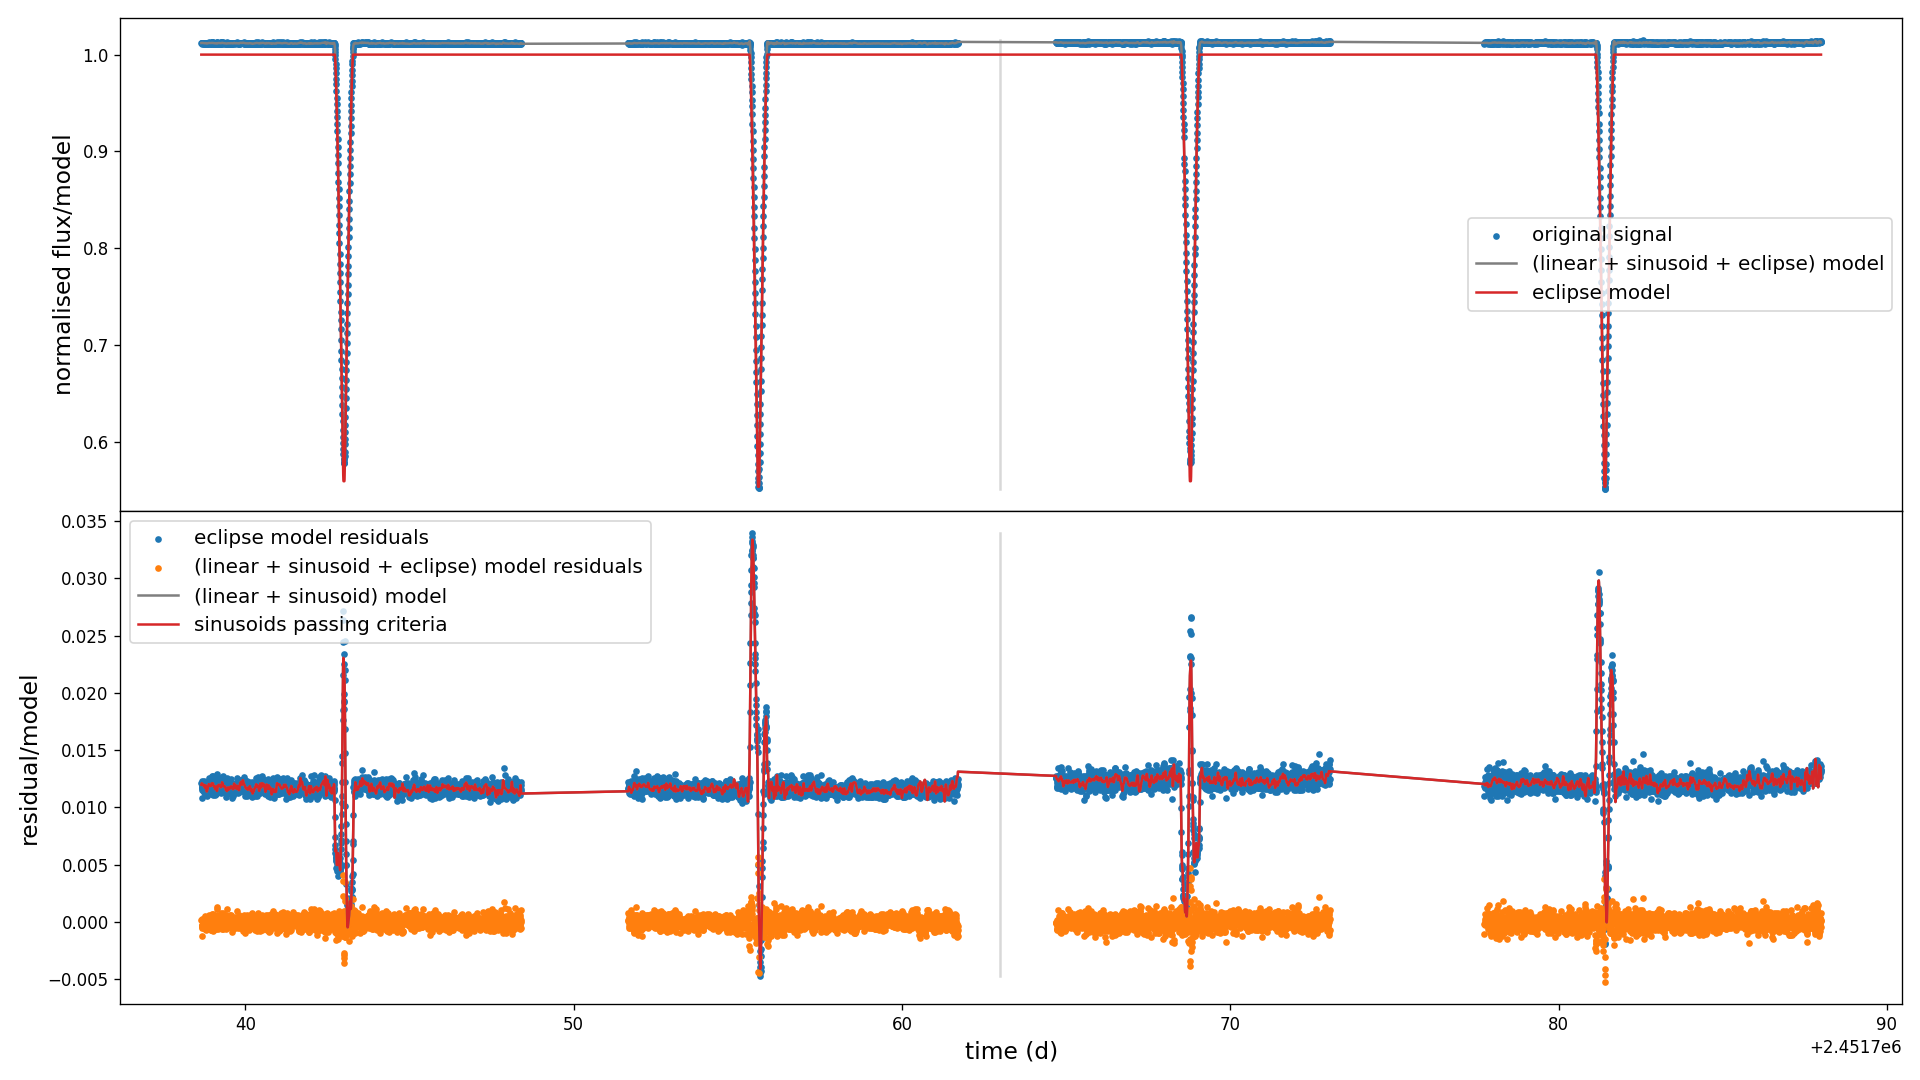 1.0
0.9
0.8
0.7
0.6
normalised flux/model
original signal
(linear + sinusoid + eclipse) model
eclipse model
0.035
0.030
0.025
0.020
0.015
0.010
0.005
0.000
−0.005
residual/model
eclipse model residuals
(linear + sinusoid + eclipse) model residuals
(linear + sinusoid) model
sinusoids passing criteria
40
50
60
70
80
90
time (d)
+2.4517e6